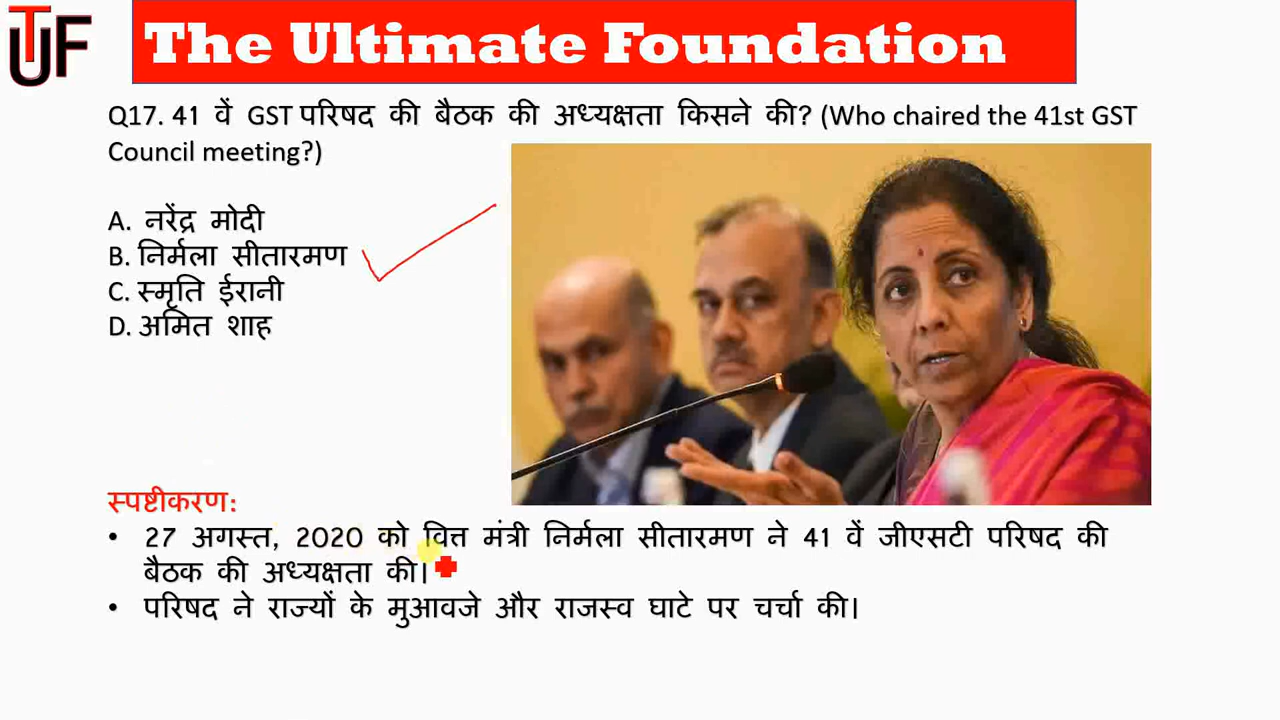 TUF
The Ultimate Foundation
Q17. 41 वें GST परिषद की बैठक की अध्यक्षता किसने की? (Who chaired the 41st GST
Council meeting?)
A. नरेंद्र मोदी
B. निर्मला सीतारमण
C. स्मृति ईरानी
D. अमित शाह
स्पष्टीकरण:
• 27 अगस्त, 2020 को वित्त मंत्री निर्मला सीतारमण ने 41 वें जीएसटी परिषद की
बैठक की अध्यक्षता की।
• परिषद ने राज्यों के मुआवजे और राजस्व घाटे पर चर्चा की।